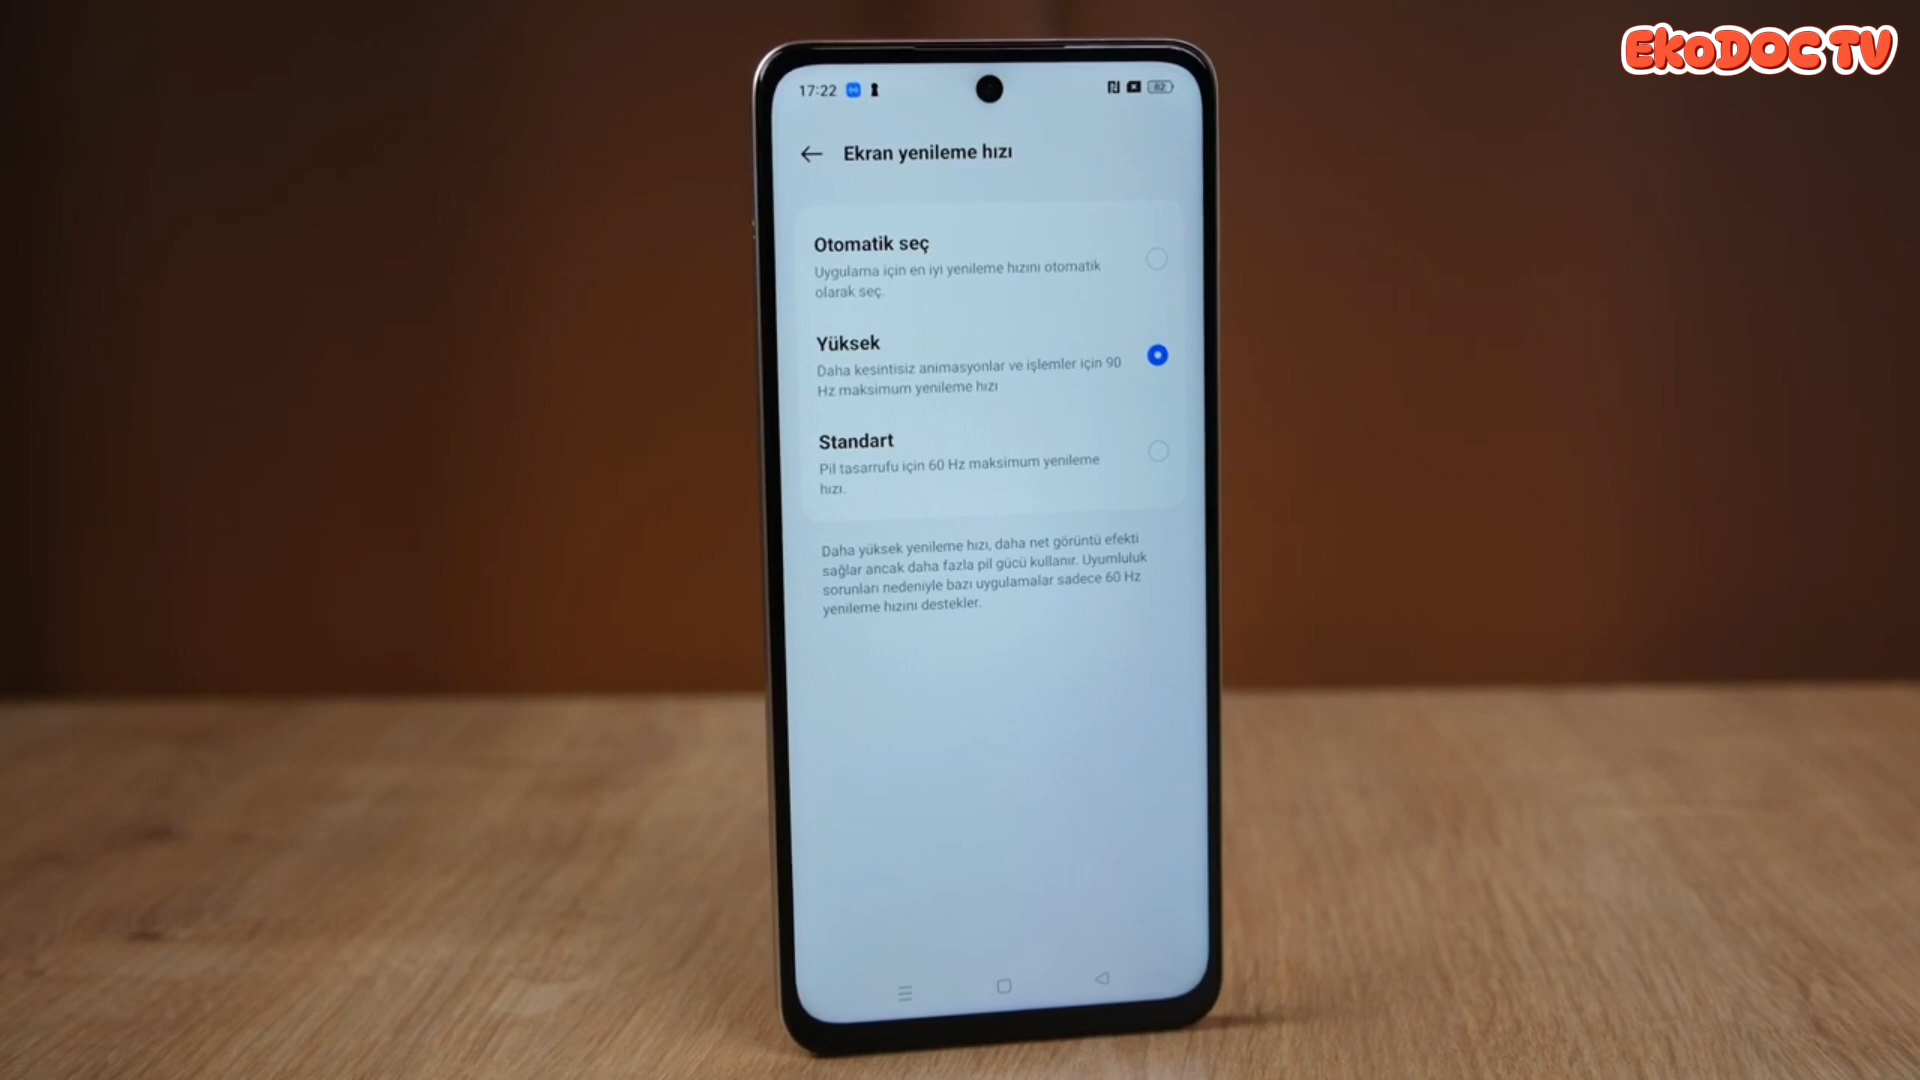 EkoDOC TV
17:22
82
Ekran yenileme hızı
Otomatik seç
Uygulama için en iyi yenileme hızını otomatik
olarak seç.
Yüksek
Daha kesintisiz animasyonlar ve işlemler için 90
Hz maksimum yenileme hızı
Standart
Pil tasarrufu için 60 Hz maksimum yenileme
hızı.
Daha yüksek yenileme hızı, daha net görüntü efekti
sağlar ancak daha fazla pil gücü kullanır. Uyumluluk
sorunları nedeniyle bazı uygulamalar sadece 60 Hz
yenileme hızını destekler.